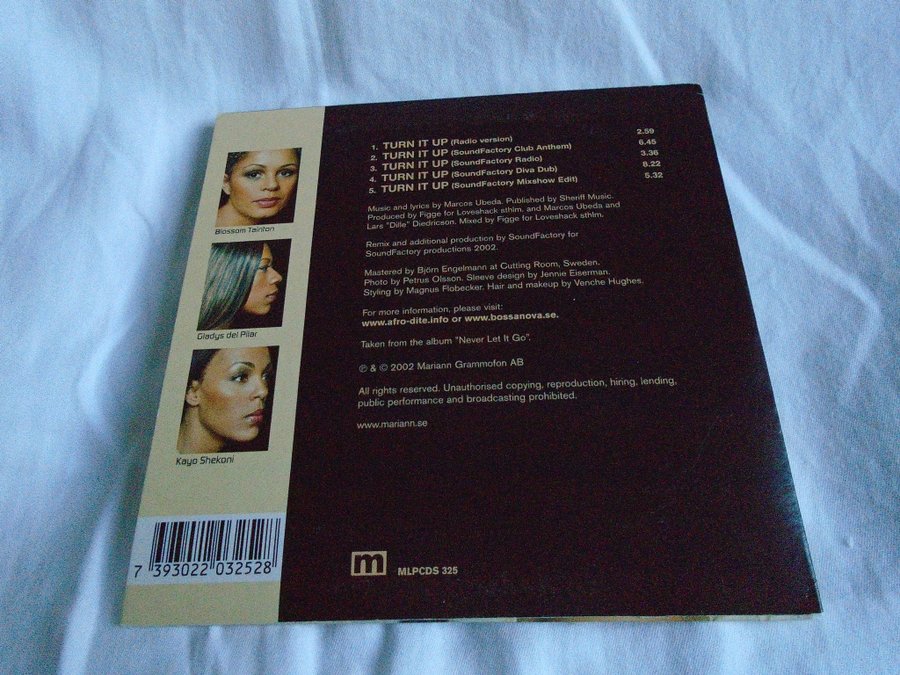 Blossom Tainton
Gladys del Pilar
Kayo Shekoni
7 393022 032528
1. TURN IT UP (Radio version) 2.59
2. TURN IT UP (SoundFactory Club Anthem) 6.45
3. TURN IT UP (SoundFactory Radio) 3.36
4. TURN IT UP (SoundFactory Diva Dub) 8.22
5. TURN IT UP (SoundFactory Mixshow Edit) 5.32
Music and lyrics by Marcos Ubeda. Published by Sheriff Music.
Produced by Figge for Loveshack sthlm. and Marcos Ubeda and
Lars "Dille" Diedricson. Mixed by Figge for Loveshack sthlm.
Remix and additional production by SoundFactory for
SoundFactory productions 2002.
Mastered by Björn Engelmann at Cutting Room, Sweden.
Photo by Petrus Olsson. Sleeve design by Jennie Eiserman.
Styling by Magnus Flobecker. Hair and makeup by Venche Hughes.
For more information, please visit:
www.afro-dite.info or www.bossanova.se.
Taken from the album "Never Let It Go".
℗ & © 2002 Mariann Grammofon AB
All rights reserved. Unauthorised copying, reproduction, hiring, lending,
public performance and broadcasting prohibited.
www.mariann.se
m MLPCDS 325